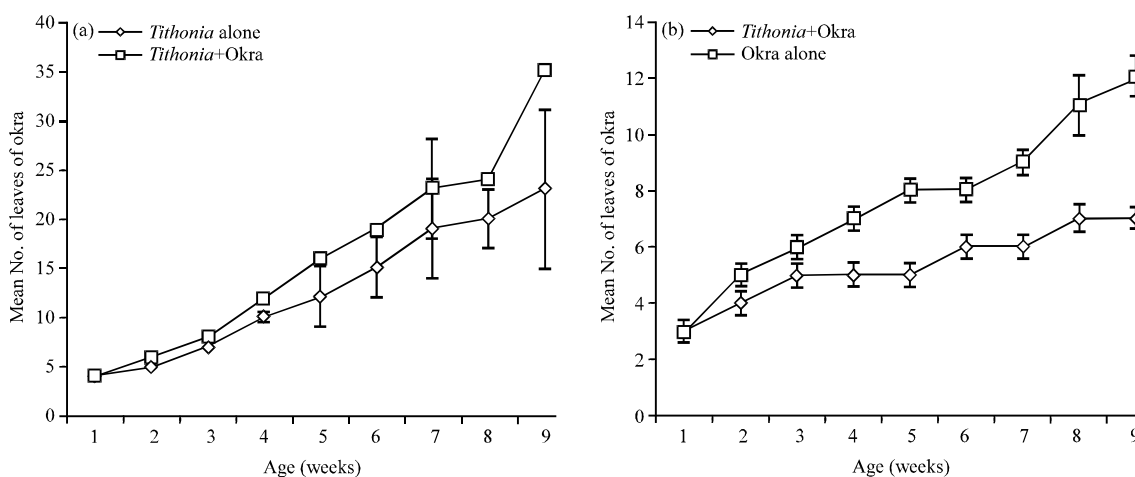 (a)
Tithonia alone
Tithonia+Okra
Mean No. of leaves of okra
40
35
30
25
20
15
10
5
0
1 2 3 4 5 6 7 8 9
Age (weeks)
(b)
Tithonia+Okra
Okra alone
Mean No. of leaves of okra
14
12
10
8
6
4
2
0
1 2 3 4 5 6 7 8 9
Age (weeks)